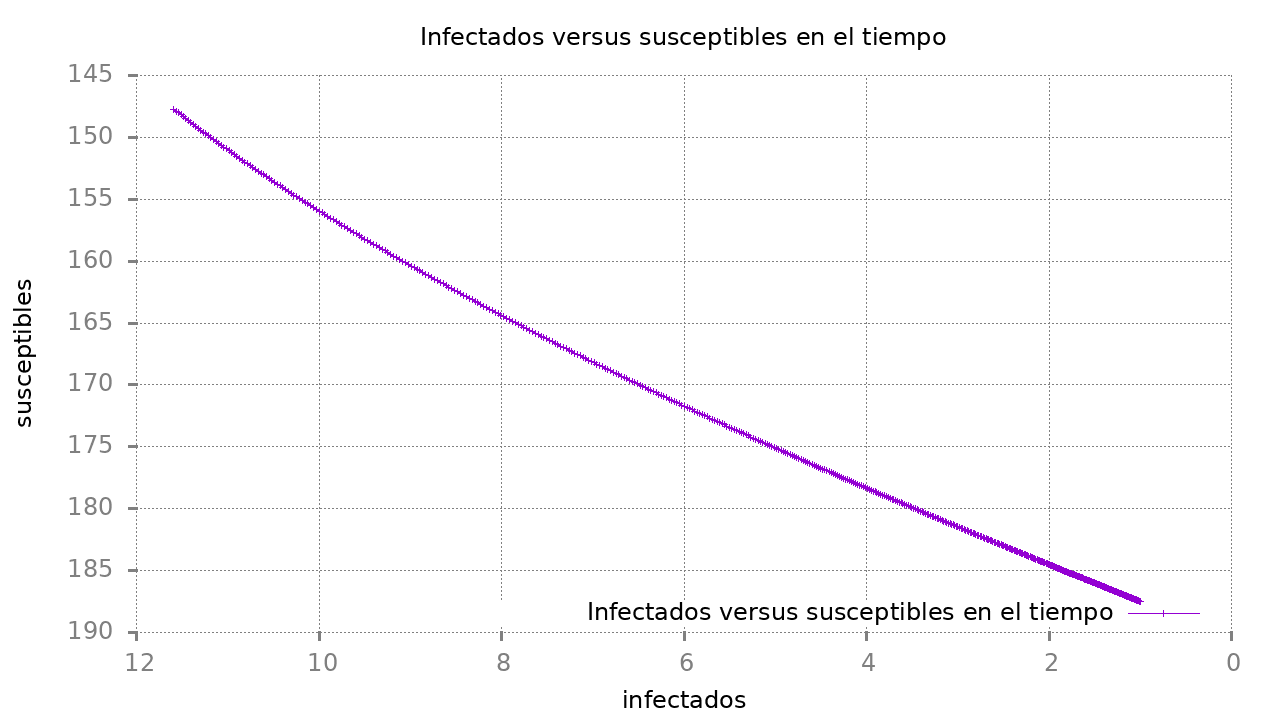 Infectados versus susceptibles en el tiempo
145
150
155
160
165
170
175
180
185
190
susceptibles
Infectados versus susceptibles en el tiempo
12 10 8 6 4 2 0
infectados